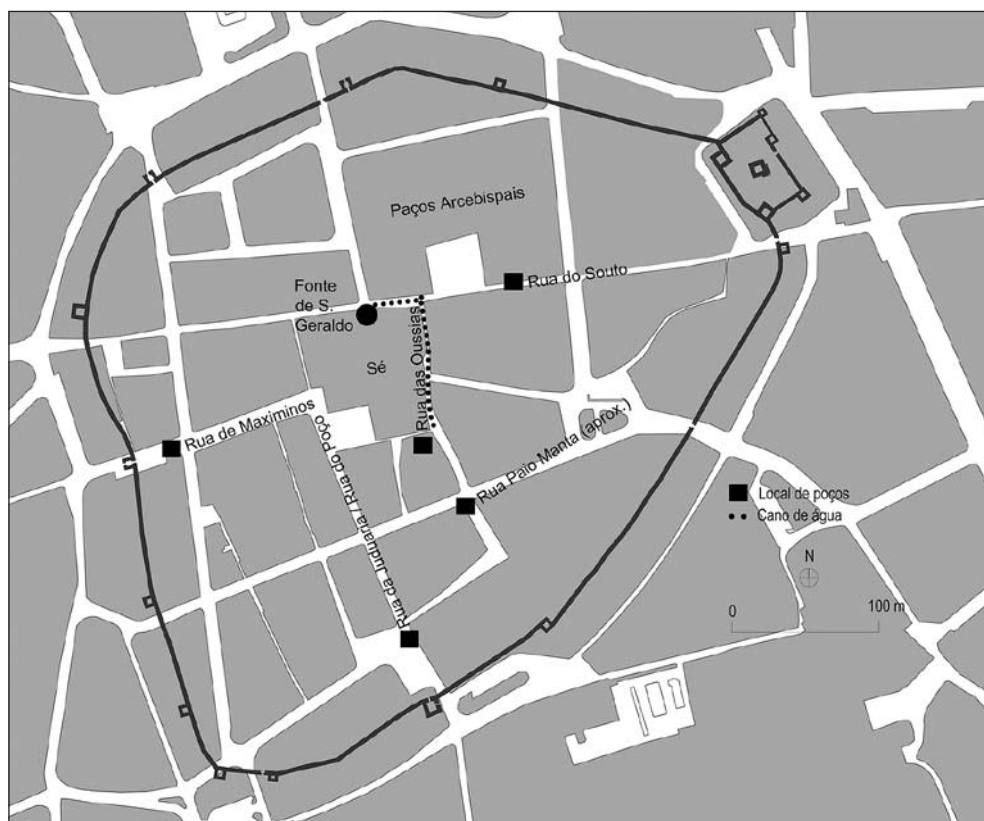 Paços Arcebispais
Rua do Souto
Fonte
de S.
Geraldo
Rua das Oussias
Sé
Rua de Maximinos
Rua da Juduaria / Rua do Poço
Rua Paio Manta (aprox.)
Local de poços
Cano de água
N
0
100 m